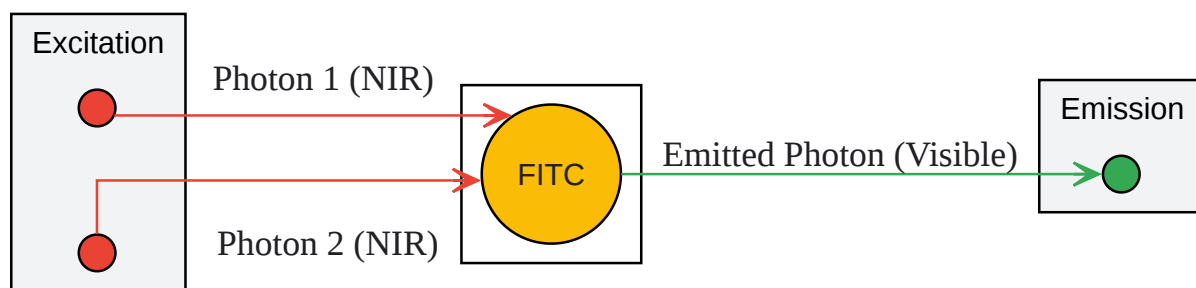 Excitation
Photon 1 (NIR)
FITC
Photon 2 (NIR)
Emitted Photon (Visible)
Emission